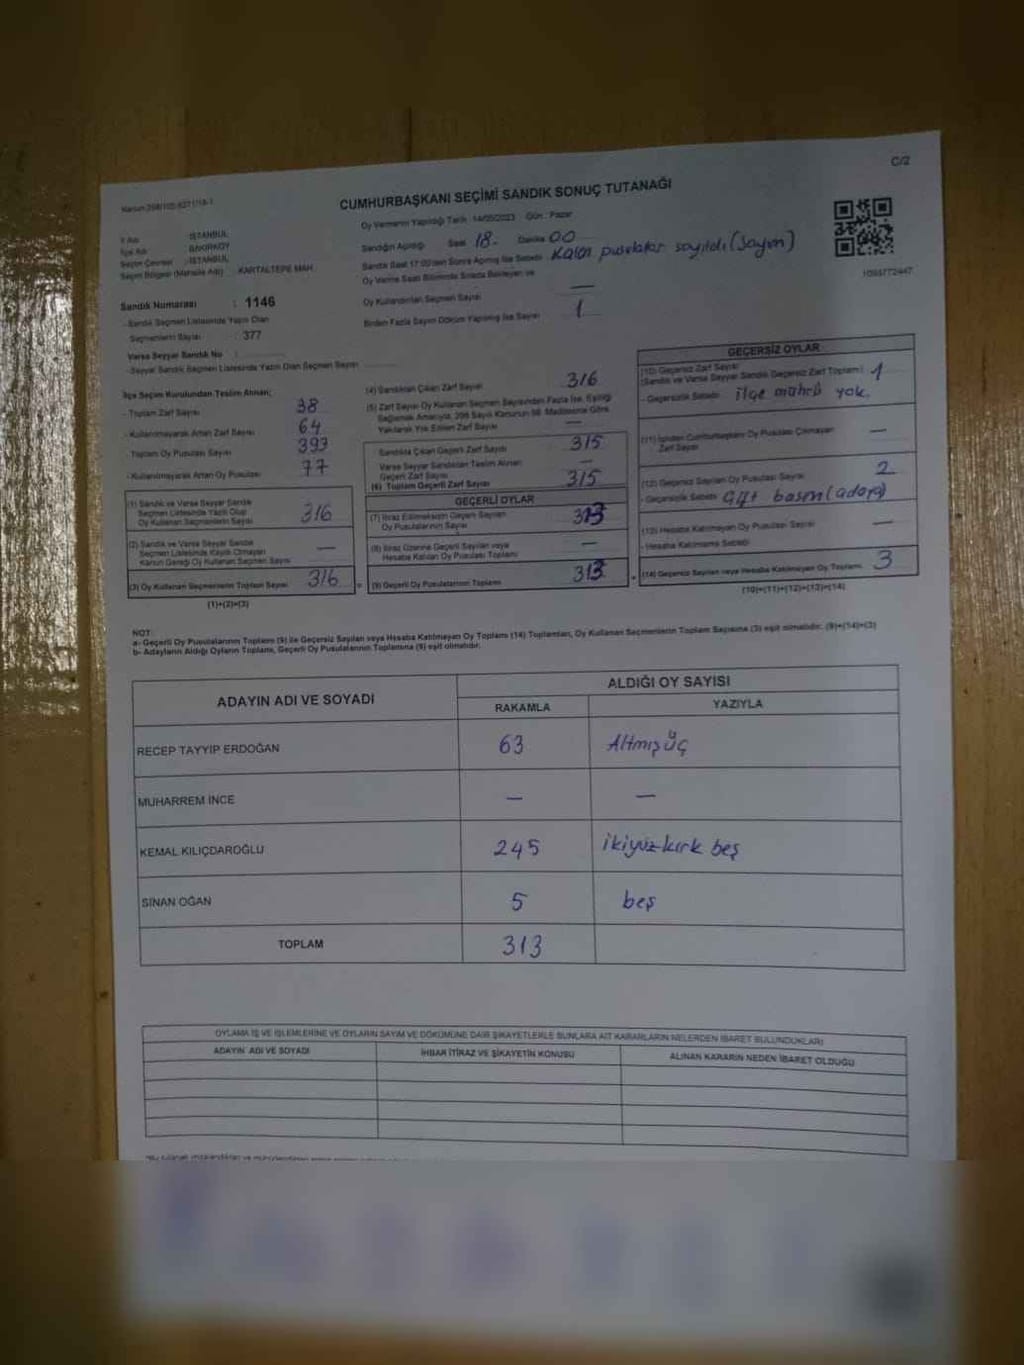 C/2
Kanun:298/105,6271/18-1
CUMHURBAŞKANI SEÇİMİ SANDIK SONUÇ TUTANAĞI
Oy Vermenin Yapıldığı Tarih : 14/05/2023 Gün : Pazar
İl Adı : İSTANBUL
İlçe Adı : BAKIRKÖY
Seçim Çevresi : İSTANBUL
Seçim Bölgesi (Mahalle Adı) : KARTALTEPE MAH.
Sandığın Açıldığı Saat 18. Dakika 00
Sandık Saat 17:00'den Sonra Açılmış İse Sebebi: Kalan pusulalar sayıldı (Sayım)
Oy Verme Saati Bitiminde Sırada Bekleyen ve
Oy Kullandırılan Seçmen Sayısı —
Birden Fazla Sayım Döküm Yapılmış İse Sayısı 1
1093772447
Sandık Numarası : 1146
- Sandık Seçmen Listesinde Yazılı Olan
Seçmenlerin Sayısı : 377
Varsa Seyyar Sandık No :
- Seyyar Sandık Seçmen Listesinde Yazılı Olan Seçmen Sayısı
İlçe Seçim Kurulundan Teslim Alınan;
- Toplam Zarf Sayısı 38
- Kullanılmayarak Artan Zarf Sayısı 64
- Toplam Oy Pusulası Sayısı 393
- Kullanılmayarak Artan Oy Pusulası 77
(1) Sandık ve Varsa Seyyar Sandık
Seçmen Listesinde Yazılı Olup
Oy Kullanan Seçmenlerin Sayısı 316
(2) Sandık ve Varsa Seyyar Sandık
Seçmen Listesinde Kayıtlı Olmayan
Kanun Gereği Oy Kullanan Seçmen Sayısı —
(3) Oy Kullanan Seçmenlerin Toplam Sayısı 316
(1)+(2)=(3)
(4) Sandıktan Çıkan Zarf Sayısı 316
(5) Zarf Sayısı Oy Kullanan Seçmen Sayısından Fazla İse, Eşitliği
Sağlamak Amacıyla, 298 Sayılı Kanunun 98. Maddesine Göre
Yakılarak Yok Edilen Zarf Sayısı —
Sandıkta Çıkan Geçerli Zarf Sayısı 315
Varsa Seyyar Sandıktan Teslim Alınan
Geçerli Zarf Sayısı —
(6) Toplam Geçerli Zarf Sayısı 315
GEÇERLİ OYLAR
(7) İtiraz Edilmeksizin Geçerli Sayılan
Oy Pusulalarının Sayısı 313
(8) İtiraz Üzerine Geçerli Sayılan veya
Hesaba Katılan Oy Pusulası Toplamı —
(9) Geçerli Oy Pusulalarının Toplamı 313
GEÇERSİZ OYLAR
(10) Geçersiz Zarf Sayısı
(Sandık ve Varsa Seyyar Sandık Geçersiz Zarf Toplamı) : 1
- Geçersizlik Sebebi: ilçe mührü yok.
(11) İçinden Cumhurbaşkanı Oy Pusulası Çıkmayan
Zarf Sayısı —
(12) Geçersiz Sayılan Oy Pusulası Sayısı 2
- Geçersizlik Sebebi: Çift basım
(13) Hesaba Katılmayan Oy Pusulası Sayısı —
- Hesaba Katılmama Sebebi
(14) Geçersiz Sayılan veya Hesaba Katılmayan Oy Toplamı 3
(10)+(11)+(12)+(13)=(14)
NOT:
a- Geçerli Oy Pusulalarının Toplamı (9) ile Geçersiz Sayılan veya Hesaba Katılmayan Oy Toplamı (14) Toplamları, Oy Kullanan Seçmenlerin Toplam Sayısına (3) eşit olmalıdır. (9)+(14)=(3)
b- Adayların Aldığı Oyların Toplamı, Geçerli Oy Pusulalarının Toplamına (9) eşit olmalıdır.
ADAYIN ADI VE SOYADI ALDIĞI OY SAYISI
RAKAMLA YAZIYLA
RECEP TAYYİP ERDOĞAN 63 Altmışüç
MUHARREM İNCE — —
KEMAL KILIÇDAROĞLU 245 ikiyüzkırk beş
SİNAN OĞAN 5 beş
TOPLAM 313
OYLAMA İŞ VE İŞLEMLERİNE VE OYLARIN SAYIM VE DÖKÜMÜNE DAİR ŞİKAYETLERLE BUNLARA AİT KARARLARIN NELERDEN İBARET BULUNDUKLARI
ADAYIN ADI VE SOYADI İHBAR İTİRAZ VE ŞİKAYETİN KONUSU ALINAN KARARIN NEDEN İBARET OLDUĞU